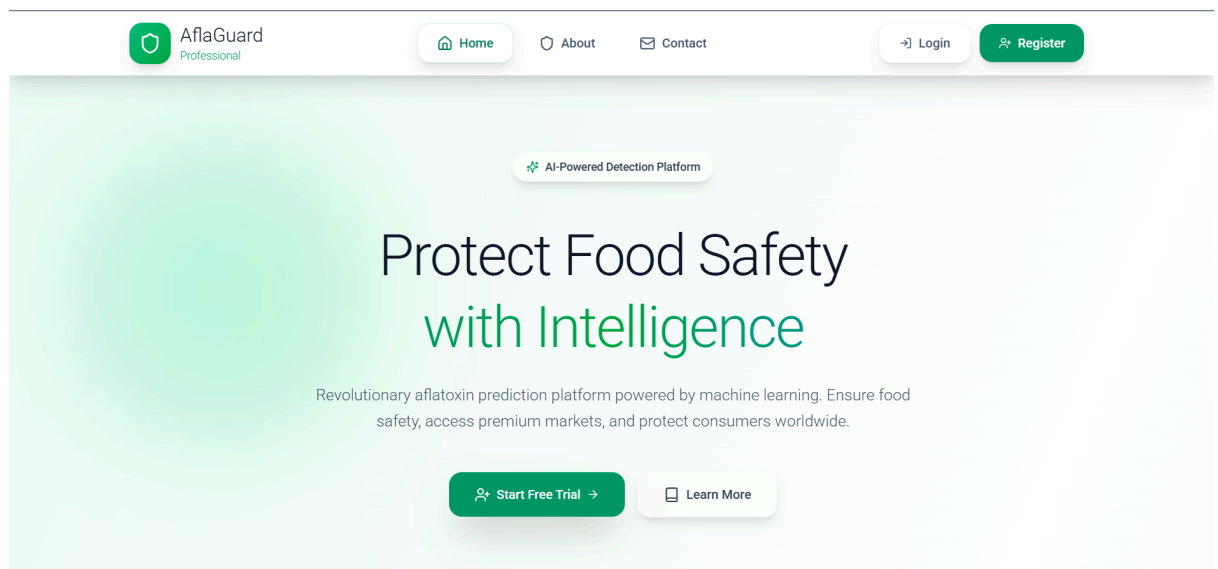 AflaGuard
Professional
Home
About
Contact
Login
Register
AI-Powered Detection Platform
Protect Food Safety
with Intelligence
Revolutionary aflatoxin prediction platform powered by machine learning. Ensure food
safety, access premium markets, and protect consumers worldwide.
Start Free Trial →
Learn More